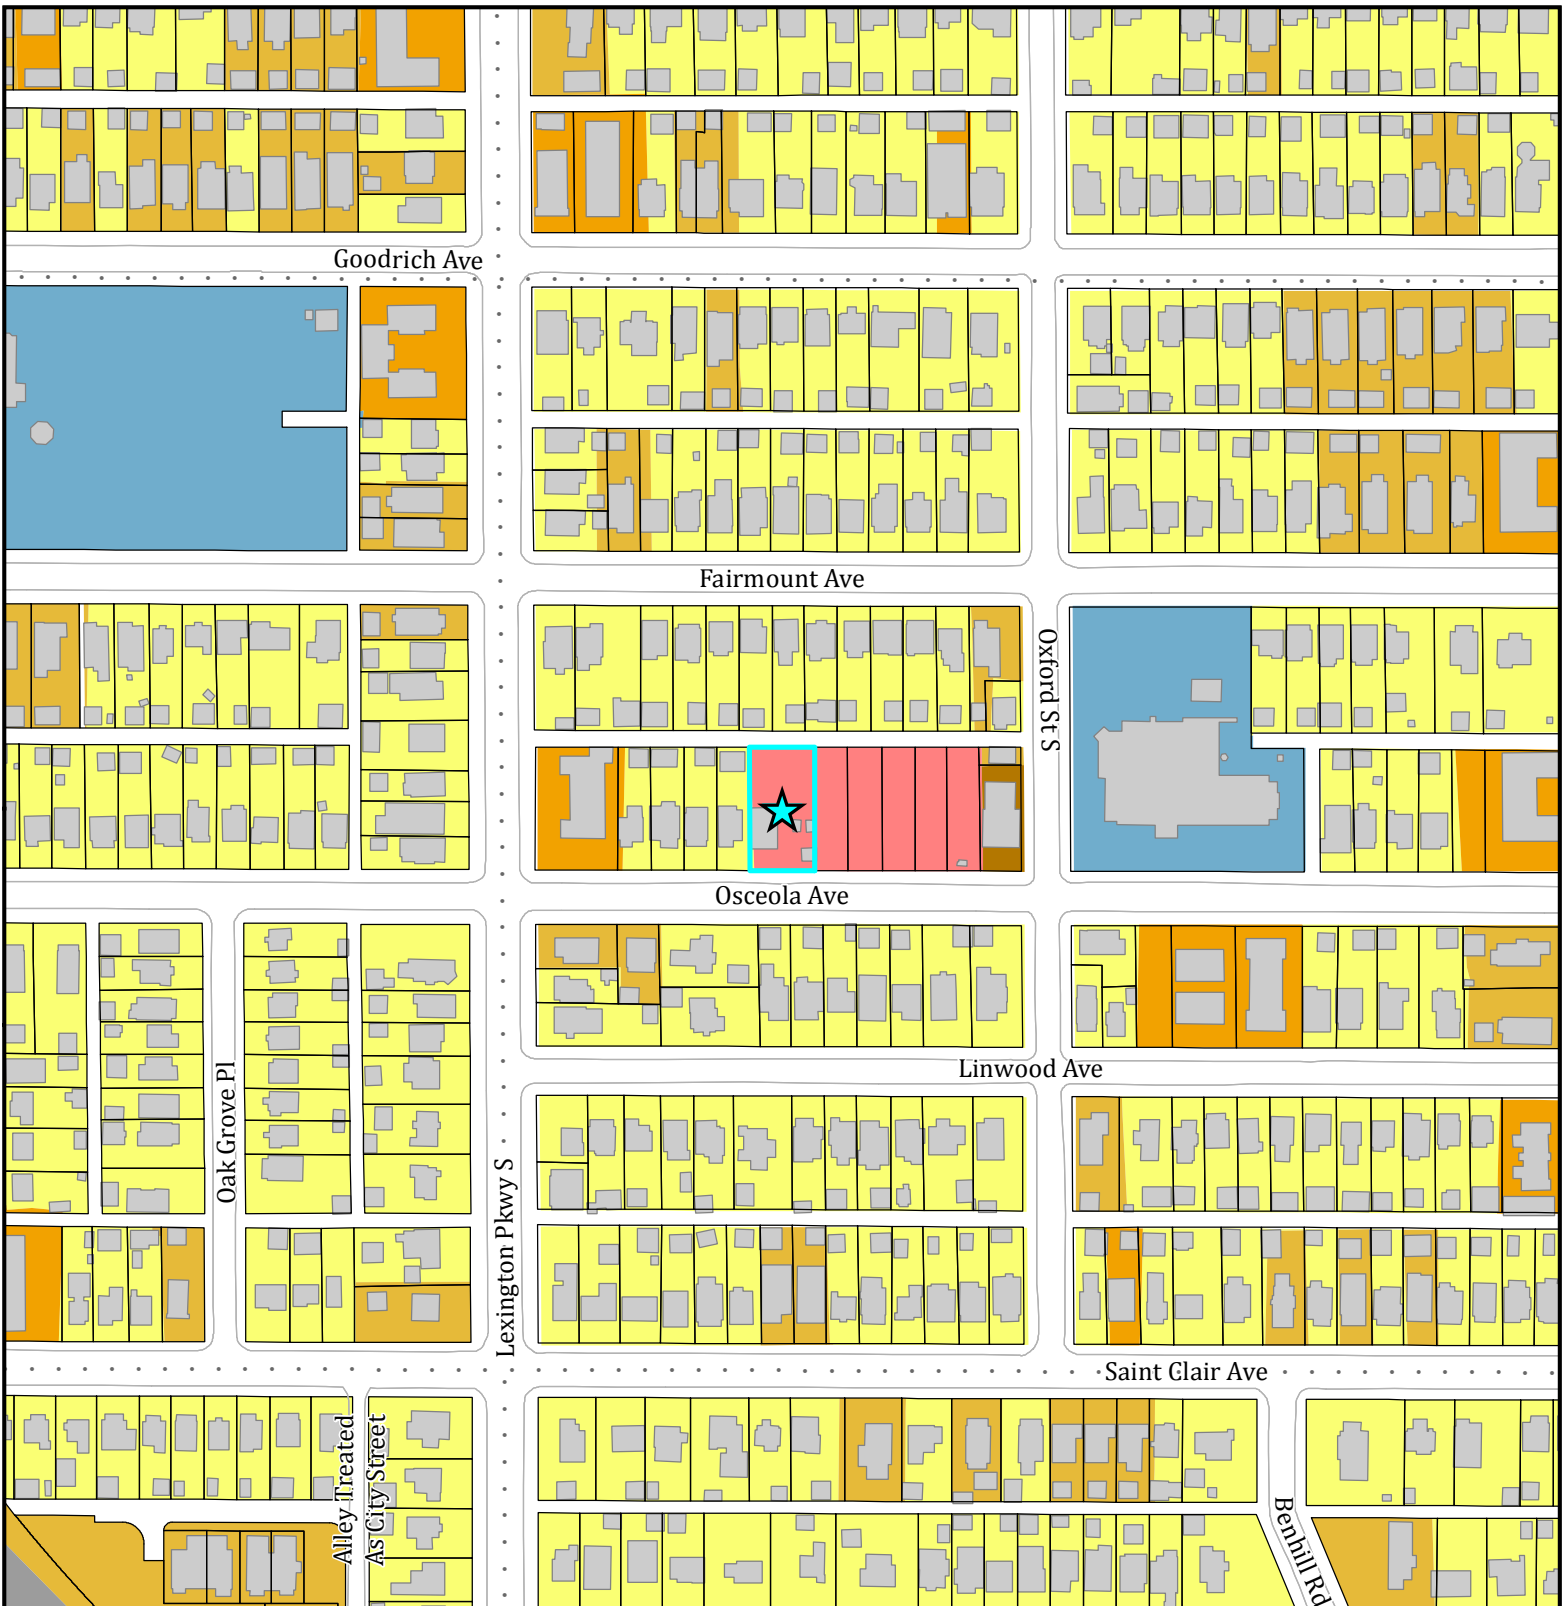 Goodrich Ave
Fairmount Ave
Oxford St S
Osceola Ave
Linwood Ave
Oak Grove Pl
Lexington Pkwy S
Saint Clair Ave
Alley Treated
As City Street
Benhill Rd